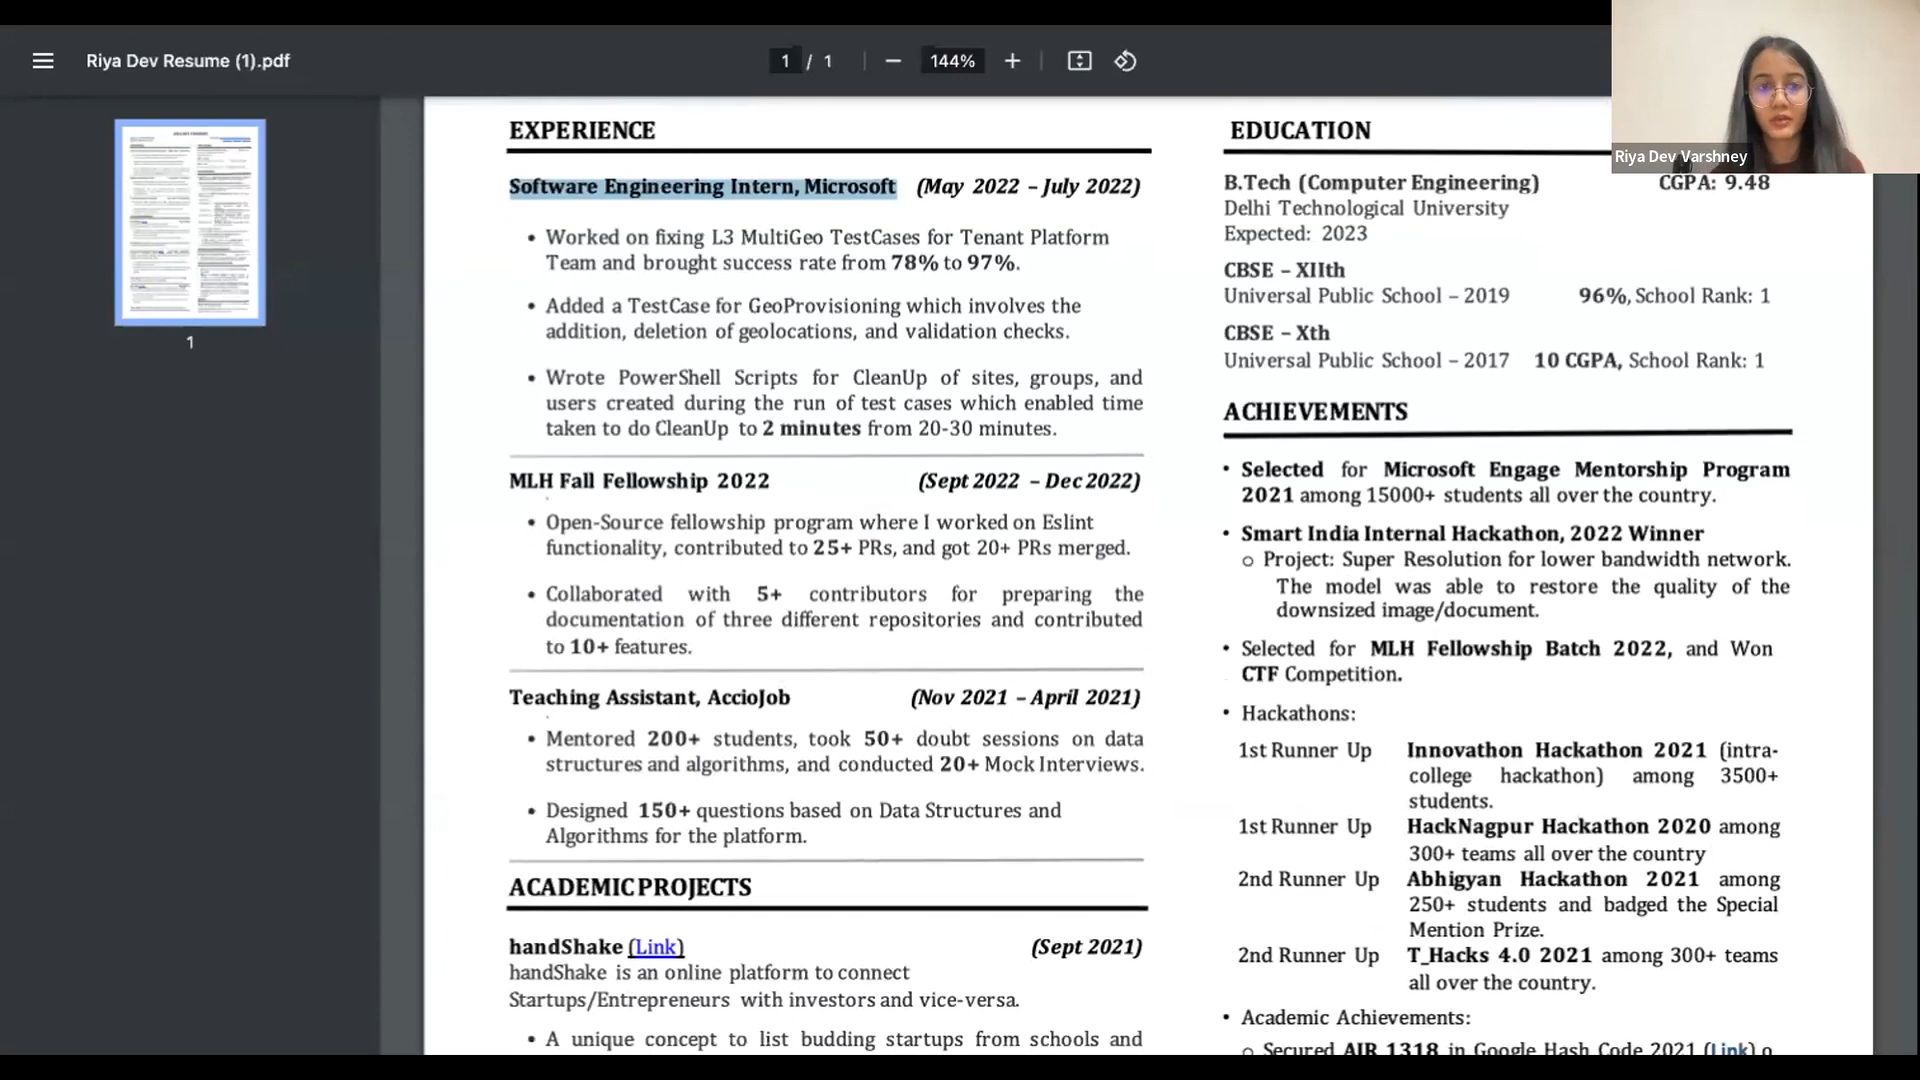 Riya Dev Resume (1).pdf
1 / 1
144%
Riya Dev Varshney
1
EXPERIENCE
Software Engineering Intern, Microsoft (May 2022 – July 2022)
• Worked on fixing L3 MultiGeo TestCases for Tenant Platform
Team and brought success rate from 78% to 97%.
• Added a TestCase for GeoProvisioning which involves the
addition, deletion of geolocations, and validation checks.
• Wrote PowerShell Scripts for CleanUp of sites, groups, and
users created during the run of test cases which enabled time
taken to do CleanUp to 2 minutes from 20-30 minutes.
MLH Fall Fellowship 2022 (Sept 2022 – Dec 2022)
• Open-Source fellowship program where I worked on Eslint
functionality, contributed to 25+ PRs, and got 20+ PRs merged.
• Collaborated with 5+ contributors for preparing the
documentation of three different repositories and contributed
to 10+ features.
Teaching Assistant, AccioJob (Nov 2021 – April 2021)
• Mentored 200+ students, took 50+ doubt sessions on data
structures and algorithms, and conducted 20+ Mock Interviews.
• Designed 150+ questions based on Data Structures and
Algorithms for the platform.
ACADEMIC PROJECTS
handShake (Link) (Sept 2021)
handShake is an online platform to connect
Startups/Entrepreneurs with investors and vice-versa.
• A unique concept to list budding startups from schools and
EDUCATION
B.Tech (Computer Engineering) CGPA: 9.48
Delhi Technological University
Expected: 2023
CBSE – XIIth
Universal Public School – 2019 96%, School Rank: 1
CBSE – Xth
Universal Public School – 2017 10 CGPA, School Rank: 1
ACHIEVEMENTS
• Selected for Microsoft Engage Mentorship Program
2021 among 15000+ students all over the country.
• Smart India Internal Hackathon, 2022 Winner
o Project: Super Resolution for lower bandwidth network.
The model was able to restore the quality of the
downsized image/document.
• Selected for MLH Fellowship Batch 2022, and Won
CTF Competition.
• Hackathons:
1st Runner Up Innovathon Hackathon 2021 (intra-
college hackathon) among 3500+
students.
1st Runner Up HackNagpur Hackathon 2020 among
300+ teams all over the country
2nd Runner Up Abhigyan Hackathon 2021 among
250+ students and badged the Special
Mention Prize.
2nd Runner Up T_Hacks 4.0 2021 among 300+ teams
all over the country.
• Academic Achievements:
o Secured AIR 1318 in Google Hash Code 2021 (Link) o